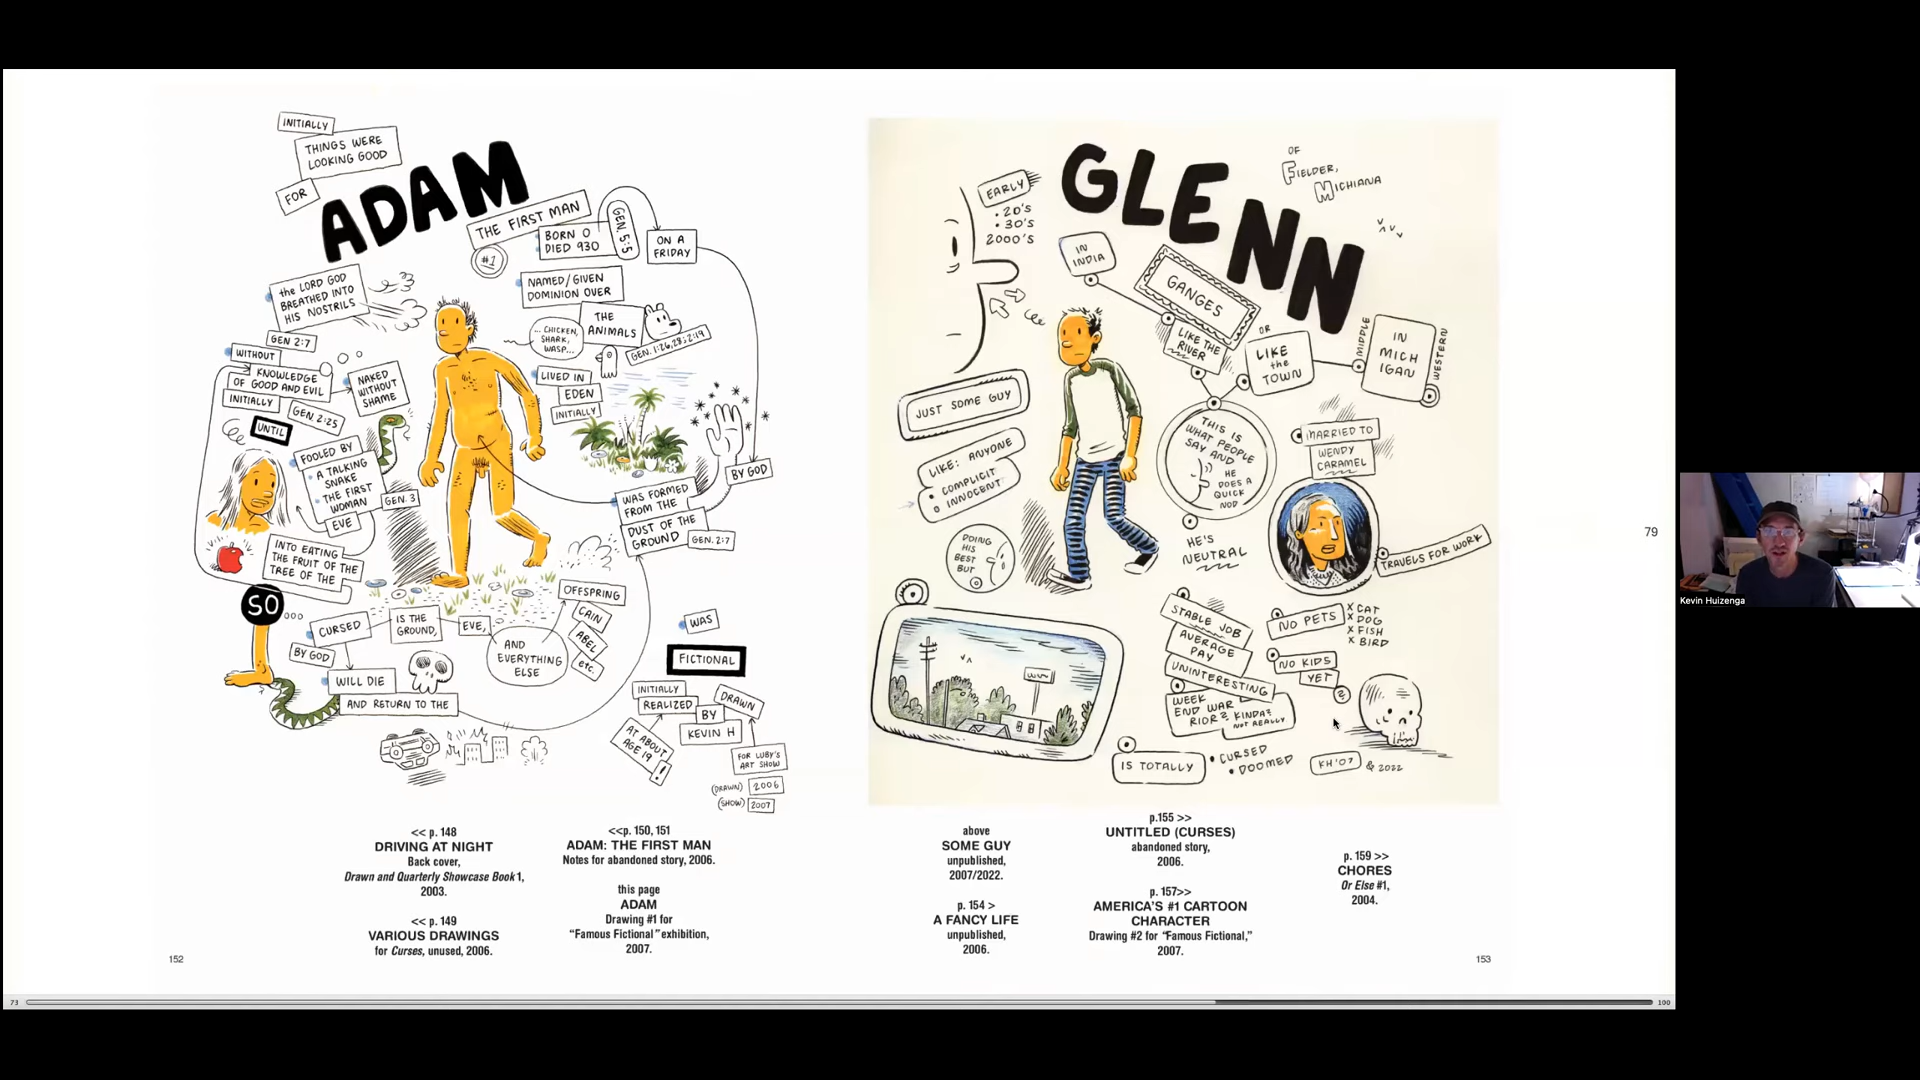 INITIALLY
THINGS WERE
LOOKING GOOD
FOR
ADAM
THE FIRST MAN
#1
BORN 0
DIED 930
GEN. 5:5
ON A
FRIDAY
NAMED/GIVEN
DOMINION OVER
THE
ANIMALS
... CHICKEN,
SHARK,
WASP...
GEN. 1:26,28; 2:19
LIVED IN
EDEN
INITIALLY
the LORD GOD
BREATHED INTO
HIS NOSTRILS
GEN 2:7
WITHOUT
KNOWLEDGE
OF GOOD AND EVIL
INITIALLY
GEN 2:25
NAKED
WITHOUT
SHAME
UNTIL
FOOLED BY
• A TALKING
SNAKE
• THE FIRST
WOMAN
EVE
GEN. 3
INTO EATING
THE FRUIT OF THE
TREE OF THE
BY GOD
WAS FORMED
FROM THE
DUST OF THE
GROUND
GEN. 2:7
SO
CURSED
BY GOD
IS THE
GROUND,
EVE,
AND
EVERYTHING
ELSE
OFFSPRING
CAIN
ABEL
etc.
WILL DIE
AND RETURN TO THE
WAS
FICTIONAL
INITIALLY
REALIZED
BY
KEVIN H
DRAWN
AT ABOUT
AGE 19
!
FOR LUBY'S
ART SHOW
(DRAWN) 2006
(SHOW) 2007
<< p. 148
DRIVING AT NIGHT
Back cover,
Drawn and Quarterly Showcase Book 1,
2003.
<< p. 149
VARIOUS DRAWINGS
for Curses, unused, 2006.
<<p. 150, 151
ADAM: THE FIRST MAN
Notes for abandoned story, 2006.
this page
ADAM
Drawing #1 for
“Famous Fictional” exhibition,
2007.
152
GLENN
OF
FIELDER,
MICHIANA
EARLY
• 20'S
• 30'S
2000'S
IN
INDIA
GANGES
LIKE THE
RIVER
OR
LIKE
the
TOWN
MIDDLE
IN
MICH
IGAN
WESTERN
JUST SOME GUY
LIKE: ANYONE
• COMPLICIT
○ INNOCENT
THIS IS
WHAT PEOPLE
SAY AND
HE
DOES A
QUICK
NOD
HE'S
NEUTRAL
MARRIED TO
WENDY
CARAMEL
TRAVELS FOR WORK
DOING
HIS
BEST
BUT
STABLE JOB
AVERAGE
PAY
UNINTERESTING
WEEK
END WAR
RIOR? KINDA?
NOT REALLY
NO PETS
X CAT
X DOG
X FISH
X BIRD
NO KIDS
YET
IS TOTALLY
• CURSED
• DOOMED
KH '07 & 2022
above
SOME GUY
unpublished,
2007/2022.
p. 154 >
A FANCY LIFE
unpublished,
2006.
p.155 >>
UNTITLED (CURSES)
abandoned story,
2006.
p. 157>>
AMERICA'S #1 CARTOON
CHARACTER
Drawing #2 for “Famous Fictional,”
2007.
p. 159 >>
CHORES
Or Else #1,
2004.
153
79
73
100
Kevin Huizenga